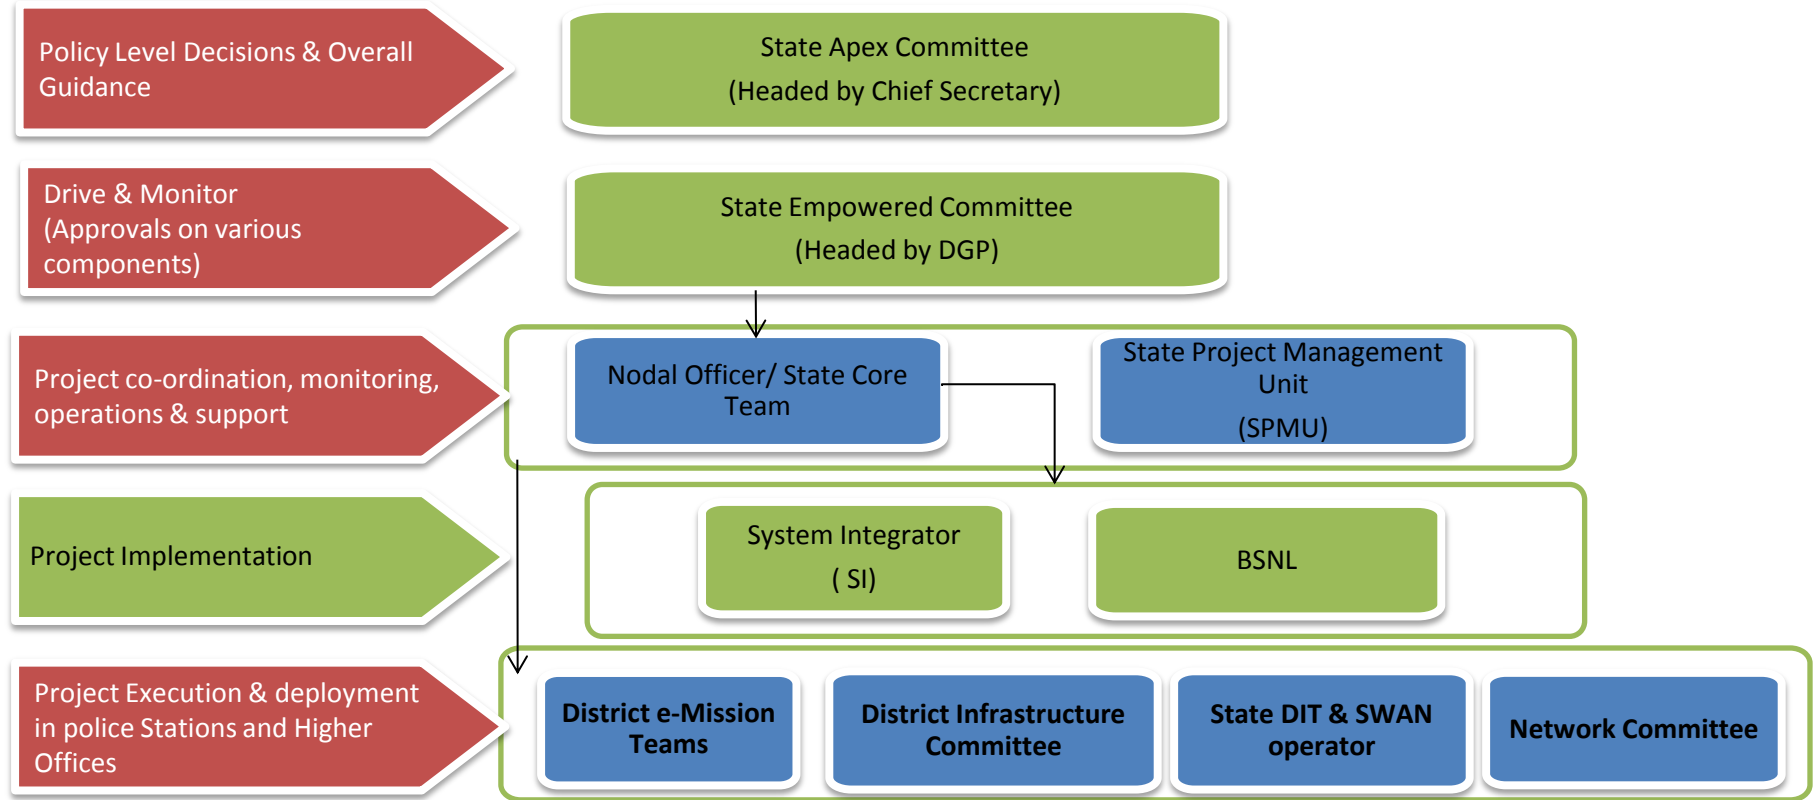 Policy Level Decisions & Overall
Guidance
State Apex Committee
(Headed by Chief Secretary)
Drive & Monitor
(Approvals on various
components)
State Empowered Committee
(Headed by DGP)
Project co-ordination, monitoring,
operations & support
Nodal Officer/ State Core
Team
State Project Management
Unit
(SPMU)
Project Implementation
System Integrator
( SI)
BSNL
Project Execution & deployment
in police Stations and Higher
Offices
District e-Mission
Teams
District Infrastructure
Committee
State DIT & SWAN
operator
Network Committee